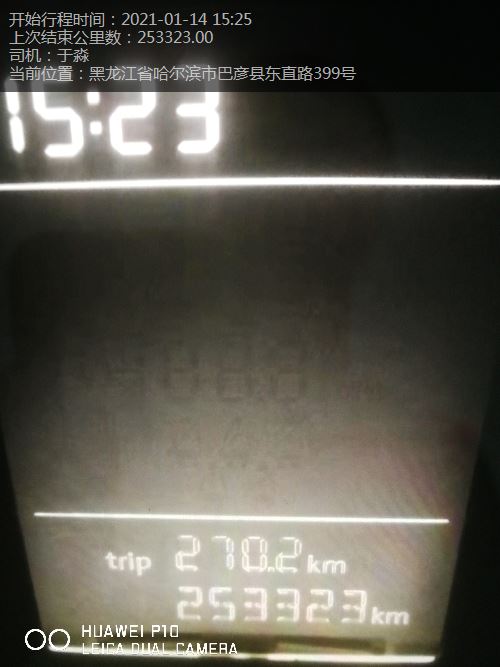 开始行程时间：2021-01-14 15:25
上次结束公里数：253323.00
司机：于淼
当前位置：黑龙江省哈尔滨市巴彦县东直路399号
15:23
trip 270.2 km
253323 km
HUAWEI P10
LEICA DUAL CAMERA